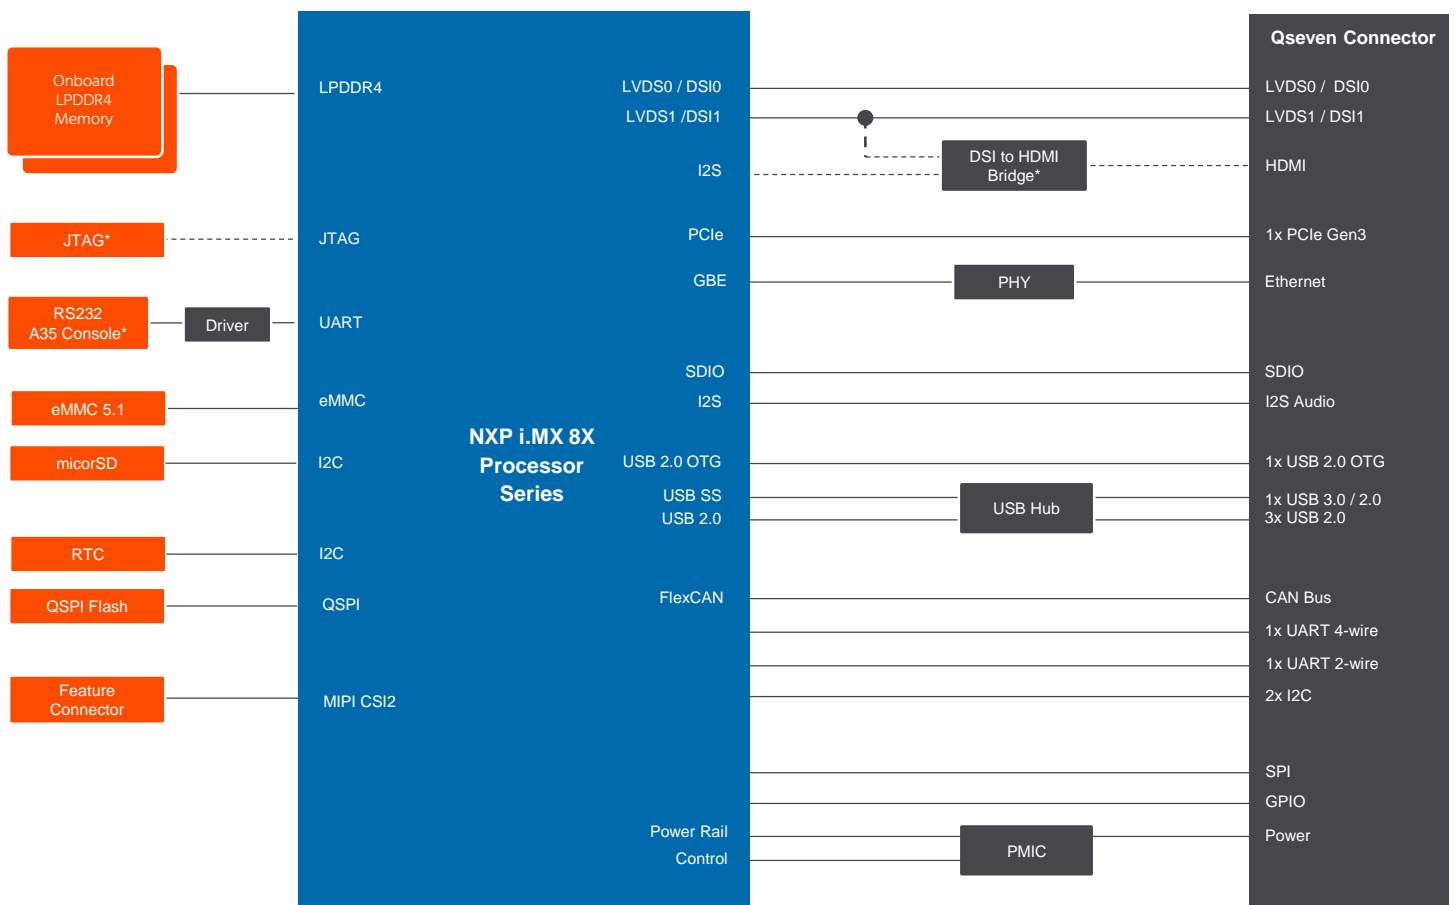 Onboard
LPDDR4
Memory
JTAG*
RS232
A35 Console*
Driver
eMMC 5.1
micorSD
RTC
QSPI Flash
Feature
Connector
LPDDR4
JTAG
UART
eMMC
I2C
I2C
QSPI
MIPI CSI2
NXP i.MX 8X
Processor
Series
LVDS0 / DSI0
LVDS1 /DSI1
I2S
PCIe
GBE
SDIO
I2S
USB 2.0 OTG
USB SS
USB 2.0
FlexCAN
Power Rail
Control
DSI to HDMI
Bridge*
PHY
USB Hub
PMIC
Qseven Connector
LVDS0 / DSI0
LVDS1 / DSI1
HDMI
1x PCIe Gen3
Ethernet
SDIO
I2S Audio
1x USB 2.0 OTG
1x USB 3.0 / 2.0
3x USB 2.0
CAN Bus
1x UART 4-wire
1x UART 2-wire
2x I2C
SPI
GPIO
Power